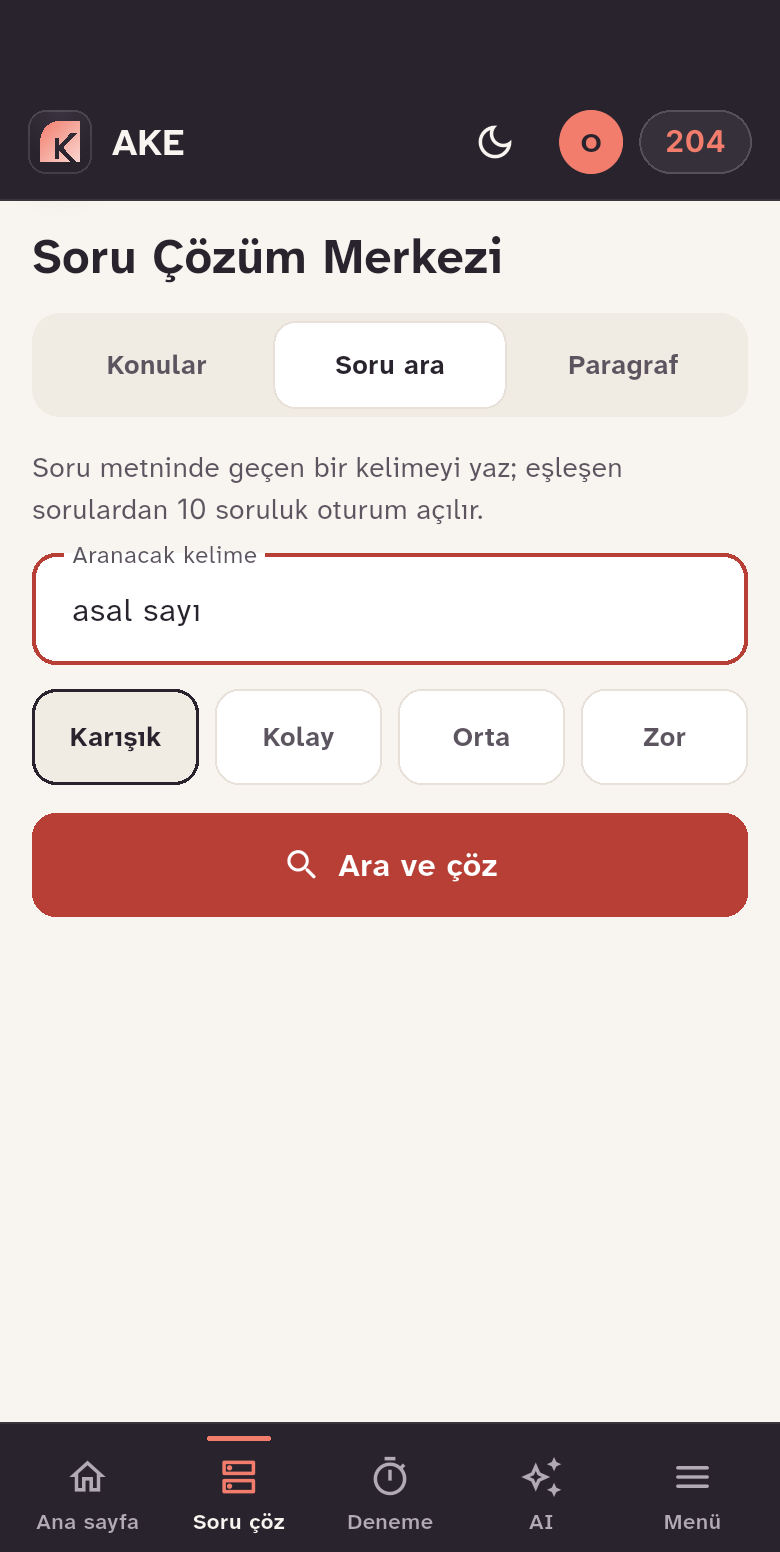 K AKE O 204
Soru Çözüm Merkezi
Konular Soru ara Paragraf
Soru metninde geçen bir kelimeyi yaz; eşleşen
sorulardan 10 soruluk oturum açılır.
Aranacak kelime
asal sayı
Karışık Kolay Orta Zor
Ara ve çöz
Ana sayfa Soru çöz Deneme AI Menü